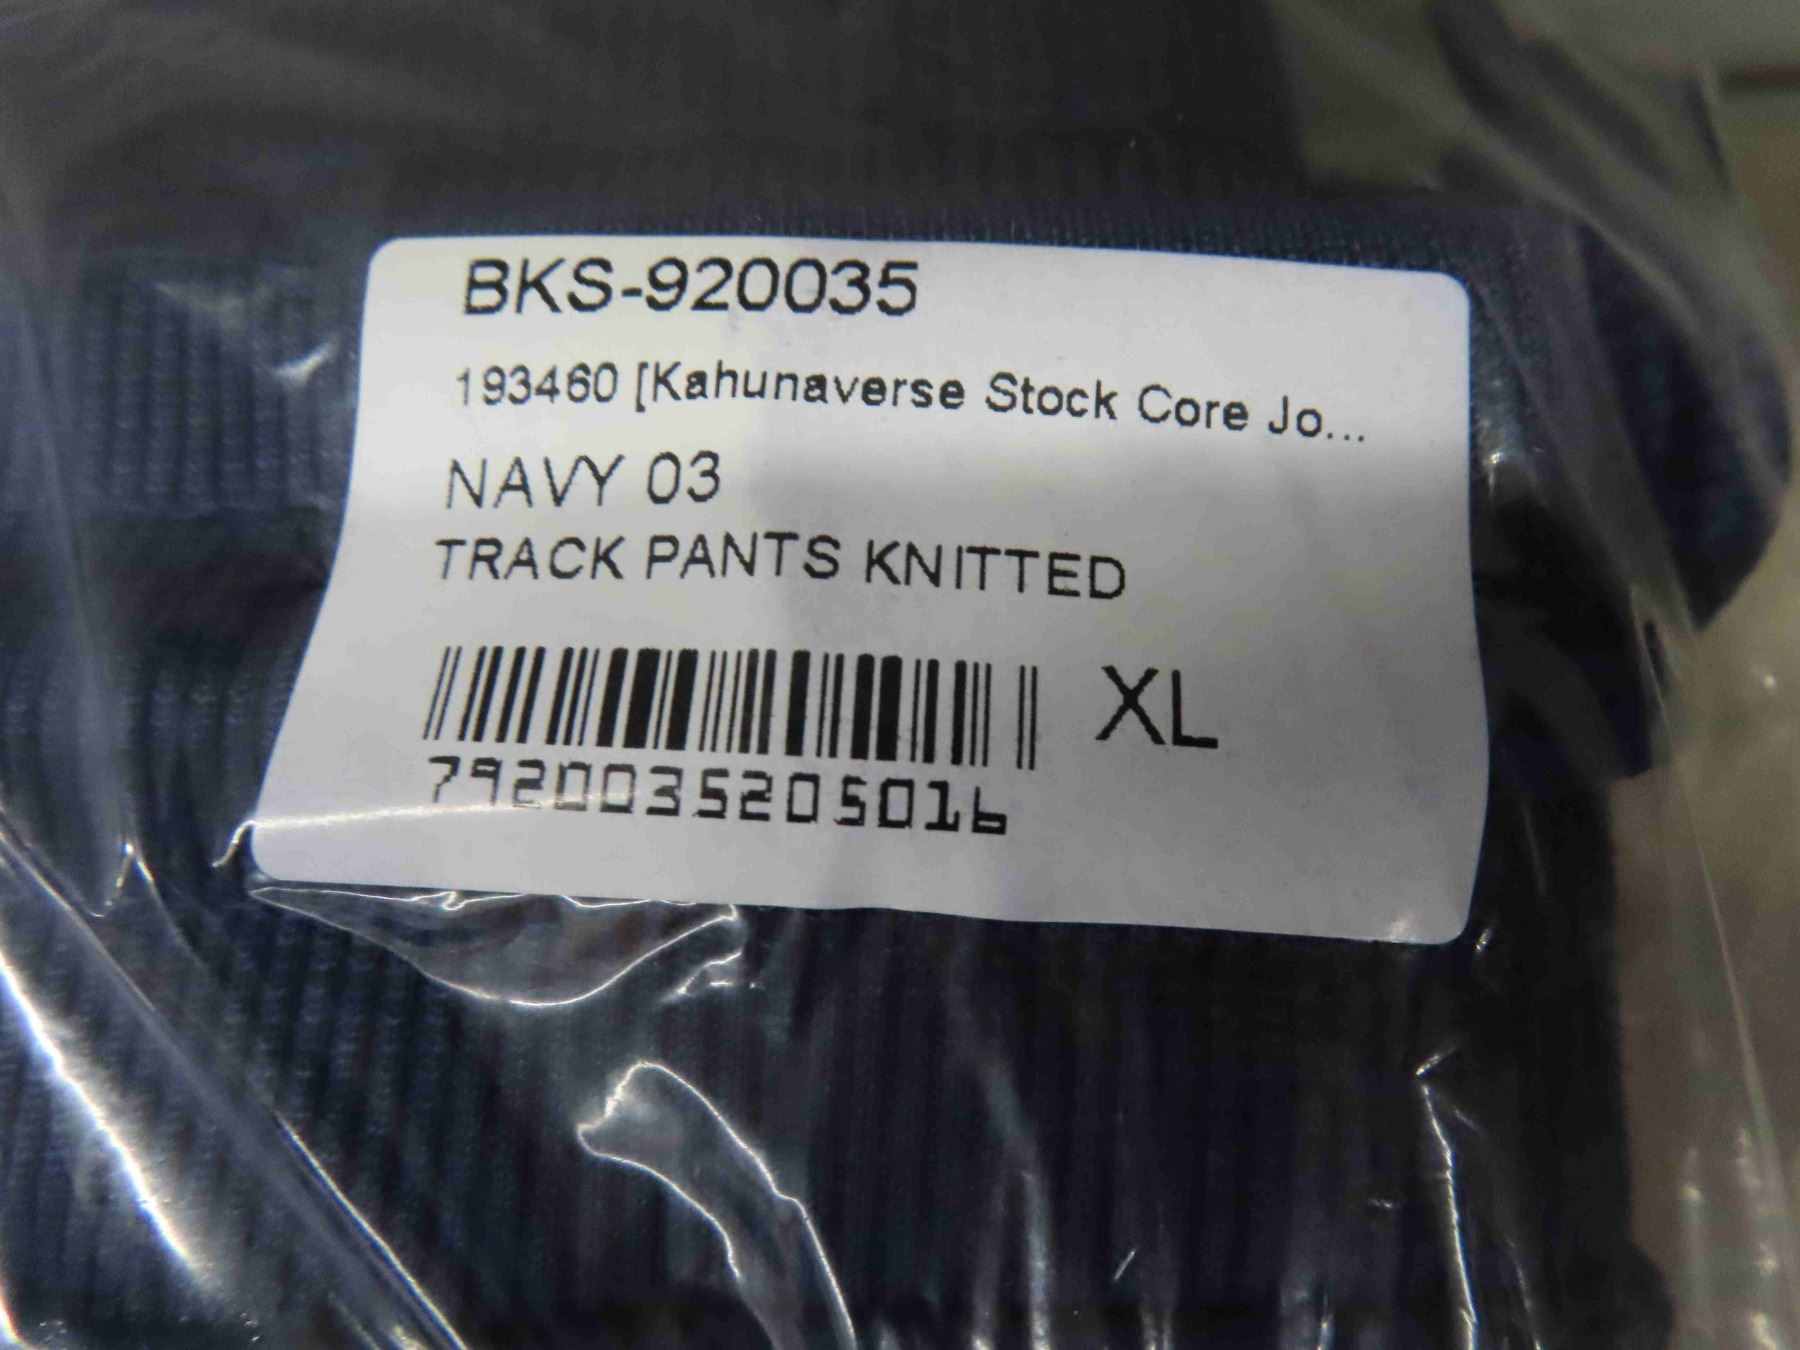 BKS-920035
193460 [Kahunaverse Stock Core Jo...
NAVY 03
TRACK PANTS KNITTED
XL
7920035205016